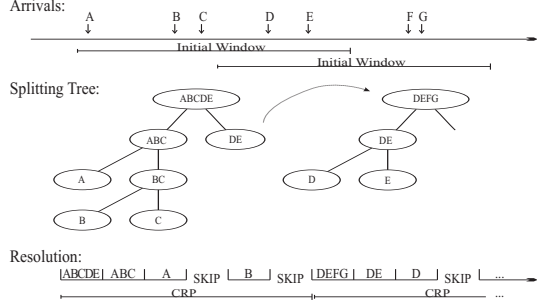 Arrivals:
A B C D E F G
Initial Window
Initial Window
Splitting Tree:
ABCDE DEFG
ABC DE DE
A BC D E
B C
Resolution:
ABCDE ABC A SKIP B SKIP DEFG DE D SKIP ...
CRP CRP ...